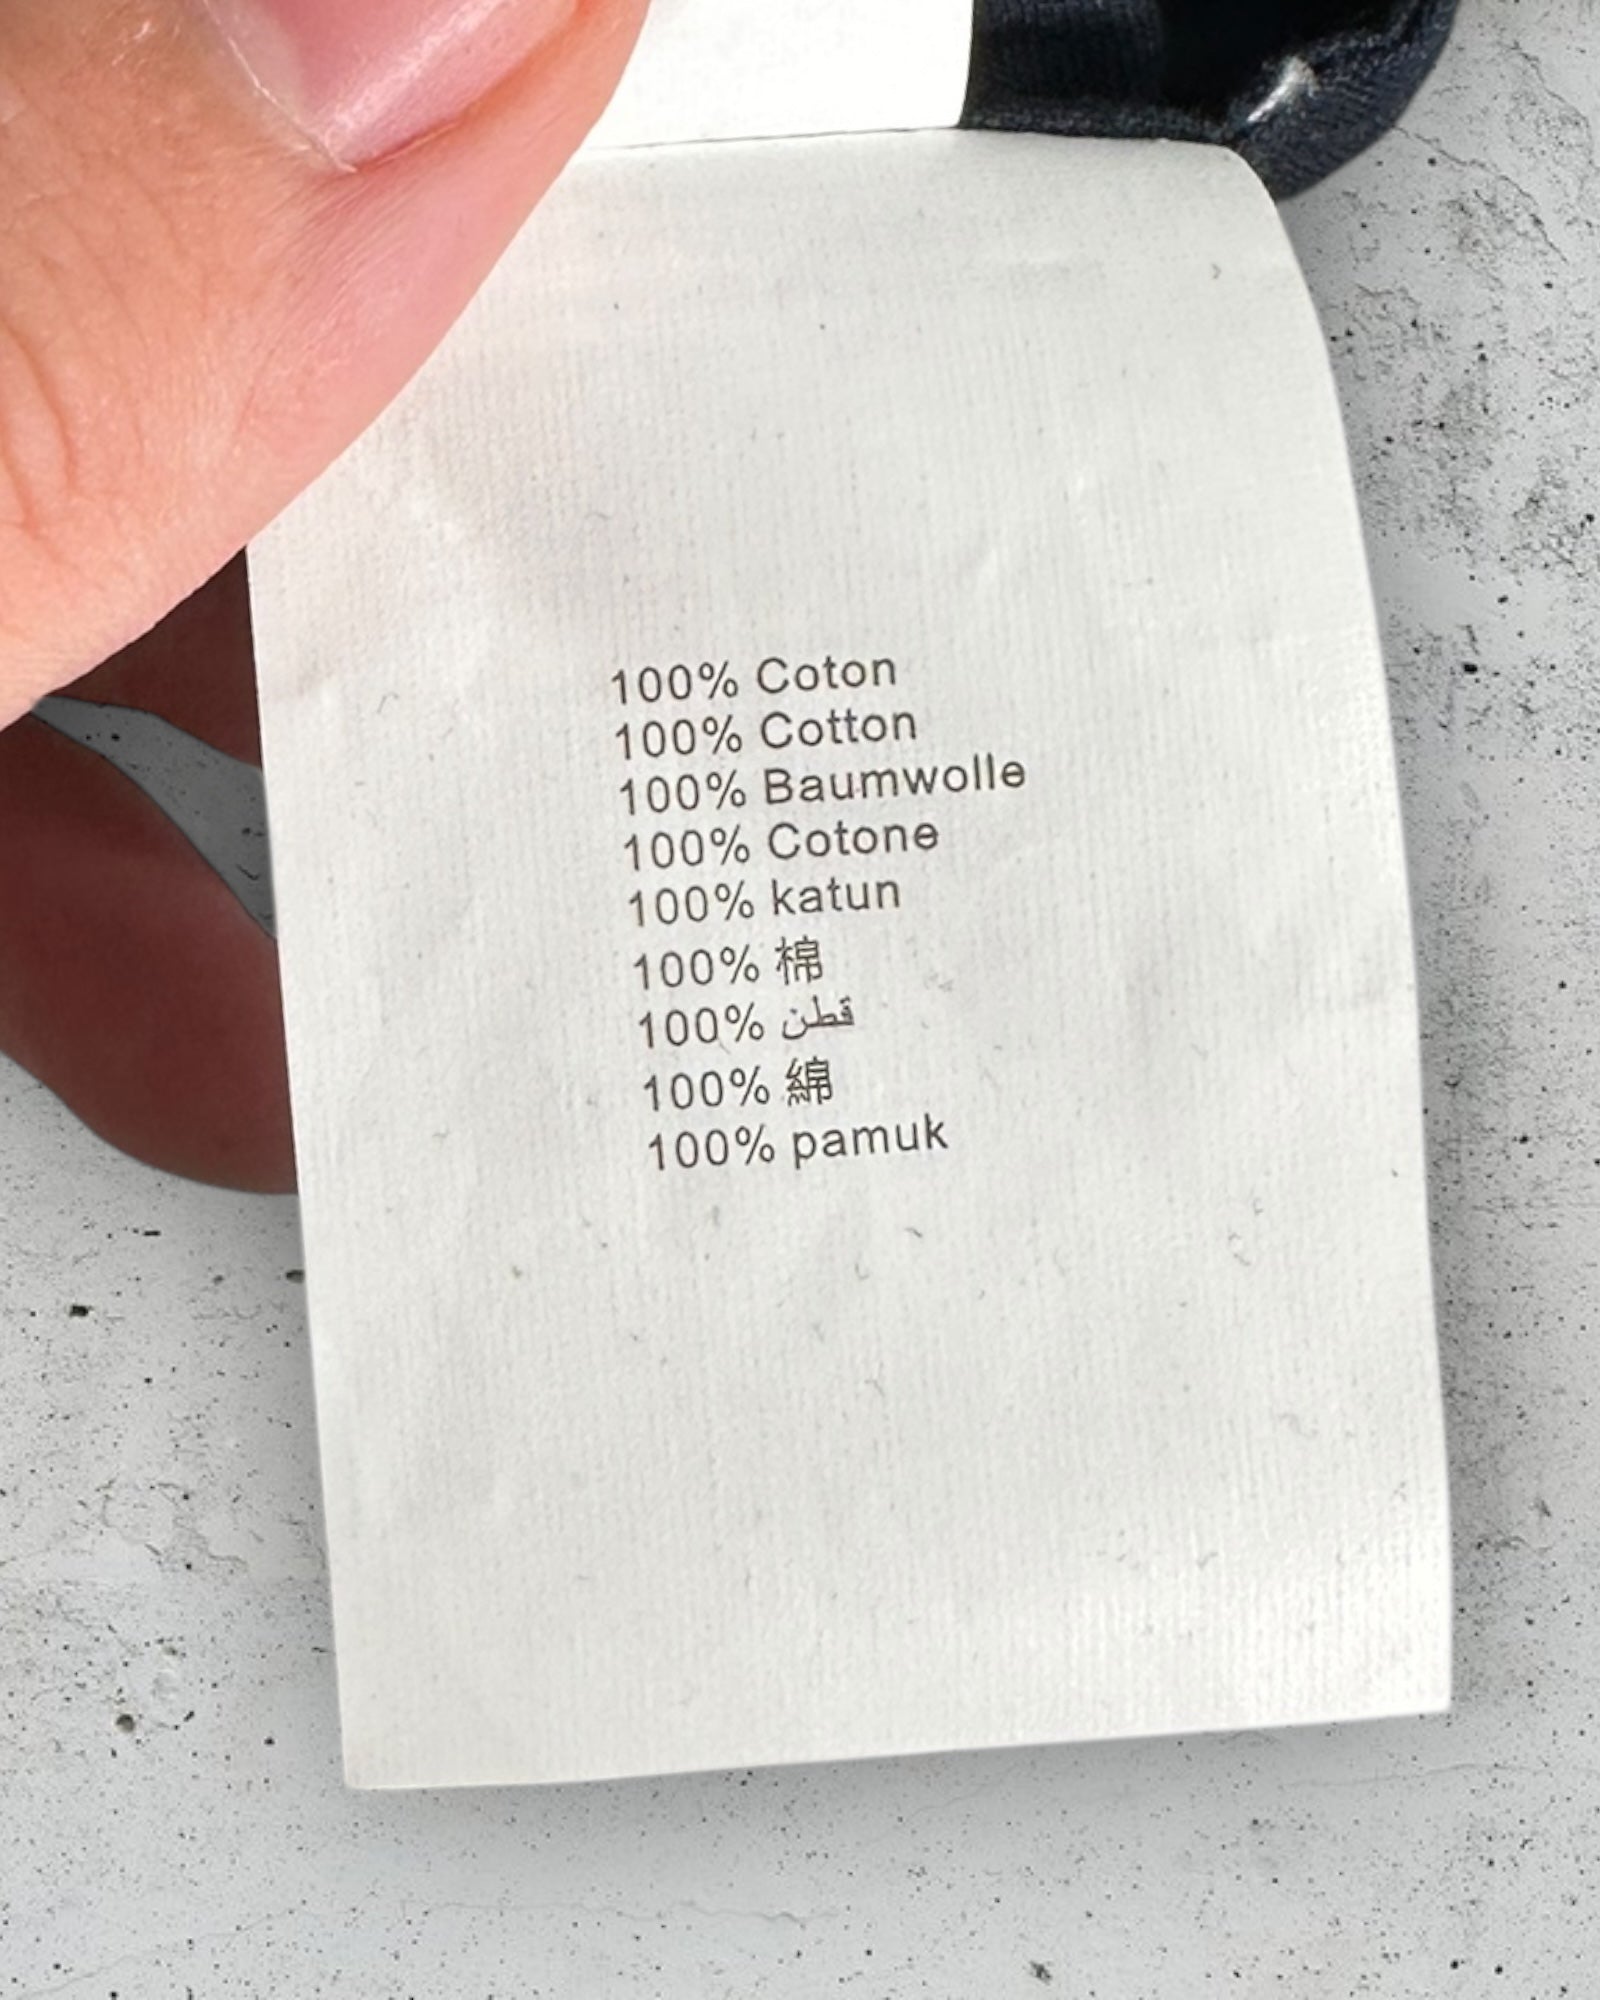 100% Coton
100% Cotton
100% Baumwolle
100% Cotone
100% katun
100% 棉
100% قطن
100% 綿
100% pamuk